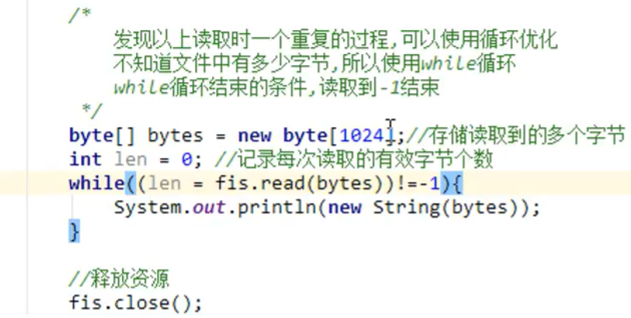 /*
发现以上读取时一个重复的过程,可以使用循环优化
不知道文件中有多少字节,所以使用while循环
while循环结束的条件,读取到-1结束
*/
byte[] bytes = new byte[1024];//存储读取到的多个字节
int len = 0; //记录每次读取的有效字节个数
while((len = fis.read(bytes))!=-1){
System.out.println(new String(bytes));
}
//释放资源
fis.close();